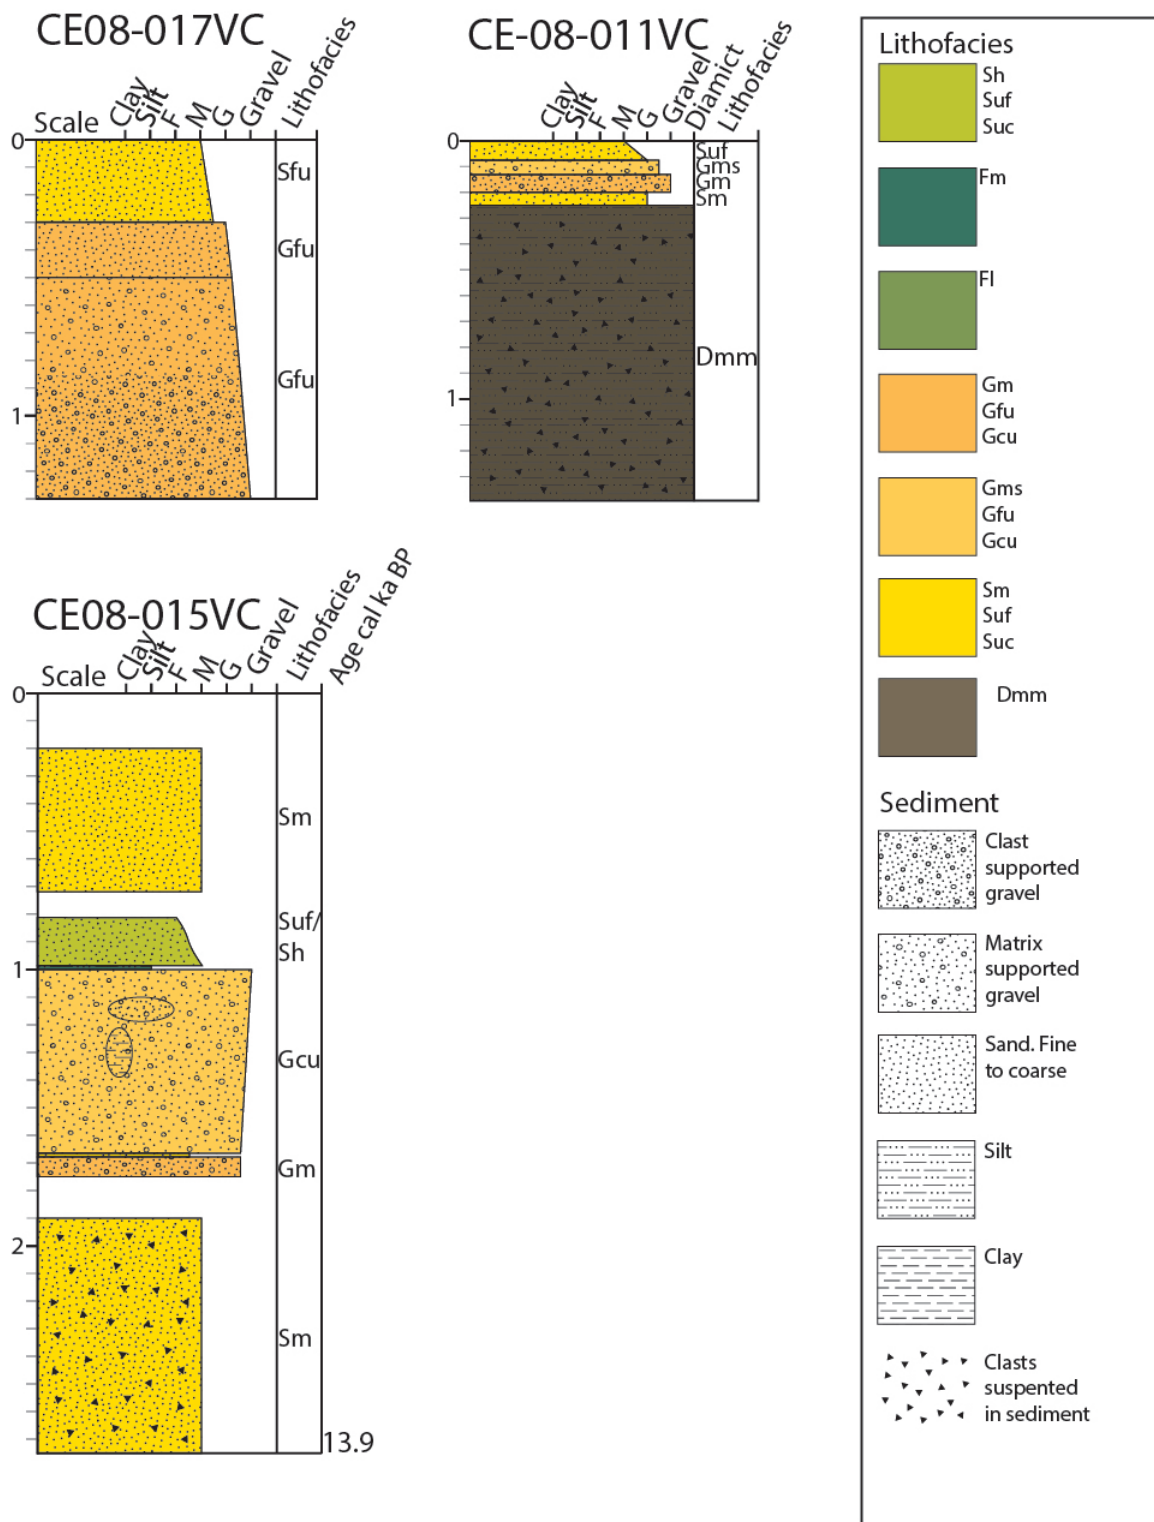 CE08-017VC
Scale Clay Silt F M G Gravel Lithofacies
0
Sfu
Gfu
Gfu
1
CE-08-011VC
Clay Silt F M G Gravel Diamict Lithofacies
0
Suf
Gms
Gm
Sm
Dmm
1
CE08-015VC
Scale Clay Silt F M G Gravel Lithofacies Age cal ka BP
0
Sm
Suf/
Sh
1
Gcu
Gm
2
Sm
13.9
Lithofacies
Sh
Suf
Suc
Fm
Fl
Gm
Gfu
Gcu
Gms
Gfu
Gcu
Sm
Suf
Suc
Dmm
Sediment
Clast
supported
gravel
Matrix
supported
gravel
Sand. Fine
to coarse
Silt
Clay
Clasts
suspented
in sediment